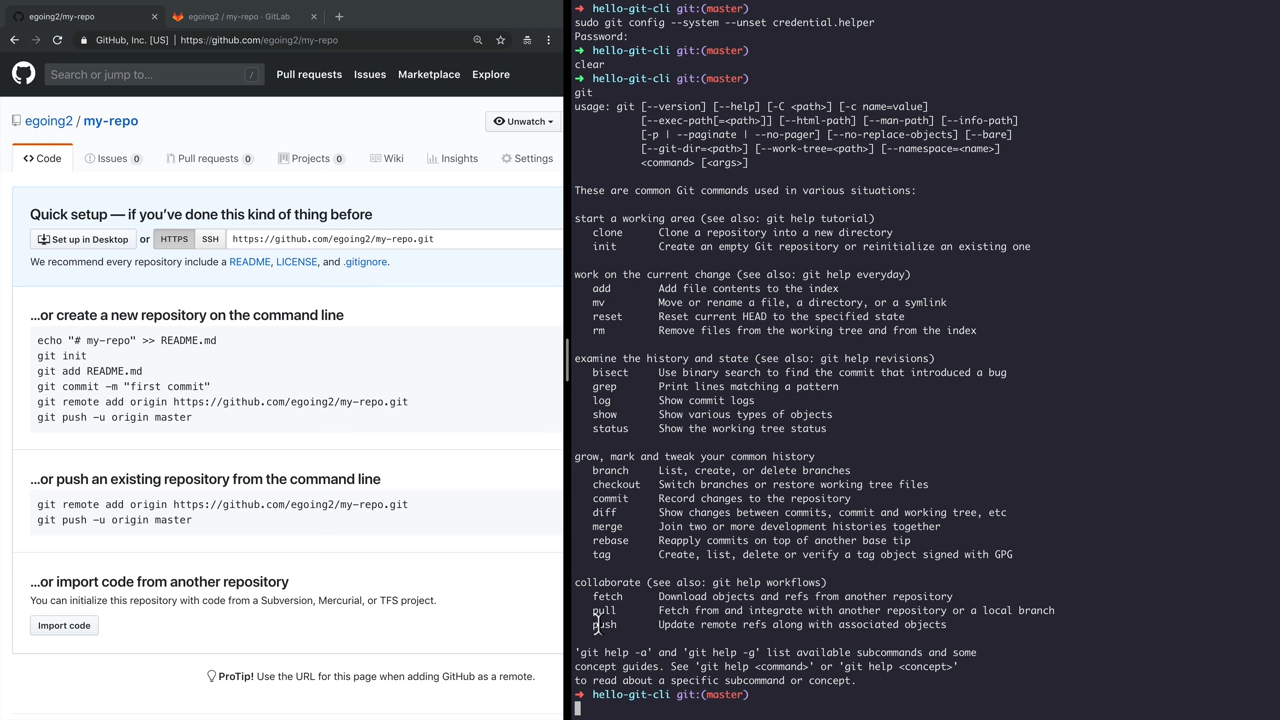 egoing2/my-repo
egoing2 / my-repo · GitLab
GitHub, Inc. [US] | https://github.com/egoing2/my-repo
Search or jump to... /
Pull requests Issues Marketplace Explore
egoing2 / my-repo
Unwatch
Code Issues 0 Pull requests 0 Projects 0 Wiki Insights Settings
Quick setup — if you've done this kind of thing before
Set up in Desktop or HTTPS SSH https://github.com/egoing2/my-repo.git
We recommend every repository include a README, LICENSE, and .gitignore.
…or create a new repository on the command line
echo "# my-repo" >> README.md
git init
git add README.md
git commit -m "first commit"
git remote add origin https://github.com/egoing2/my-repo.git
git push -u origin master
…or push an existing repository from the command line
git remote add origin https://github.com/egoing2/my-repo.git
git push -u origin master
…or import code from another repository
You can initialize this repository with code from a Subversion, Mercurial, or TFS project.
Import code
ProTip! Use the URL for this page when adding GitHub as a remote.
➜ hello-git-cli git:(master)
sudo git config --system --unset credential.helper
Password:
➜ hello-git-cli git:(master)
clear
➜ hello-git-cli git:(master)
git
usage: git [--version] [--help] [-C <path>] [-c name=value]
[--exec-path[=<path>]] [--html-path] [--man-path] [--info-path]
[-p | --paginate | --no-pager] [--no-replace-objects] [--bare]
[--git-dir=<path>] [--work-tree=<path>] [--namespace=<name>]
<command> [<args>]
These are common Git commands used in various situations:
start a working area (see also: git help tutorial)
clone Clone a repository into a new directory
init Create an empty Git repository or reinitialize an existing one
work on the current change (see also: git help everyday)
add Add file contents to the index
mv Move or rename a file, a directory, or a symlink
reset Reset current HEAD to the specified state
rm Remove files from the working tree and from the index
examine the history and state (see also: git help revisions)
bisect Use binary search to find the commit that introduced a bug
grep Print lines matching a pattern
log Show commit logs
show Show various types of objects
status Show the working tree status
grow, mark and tweak your common history
branch List, create, or delete branches
checkout Switch branches or restore working tree files
commit Record changes to the repository
diff Show changes between commits, commit and working tree, etc
merge Join two or more development histories together
rebase Reapply commits on top of another base tip
tag Create, list, delete or verify a tag object signed with GPG
collaborate (see also: git help workflows)
fetch Download objects and refs from another repository
pull Fetch from and integrate with another repository or a local branch
push Update remote refs along with associated objects
'git help -a' and 'git help -g' list available subcommands and some
concept guides. See 'git help <command>' or 'git help <concept>'
to read about a specific subcommand or concept.
➜ hello-git-cli git:(master)